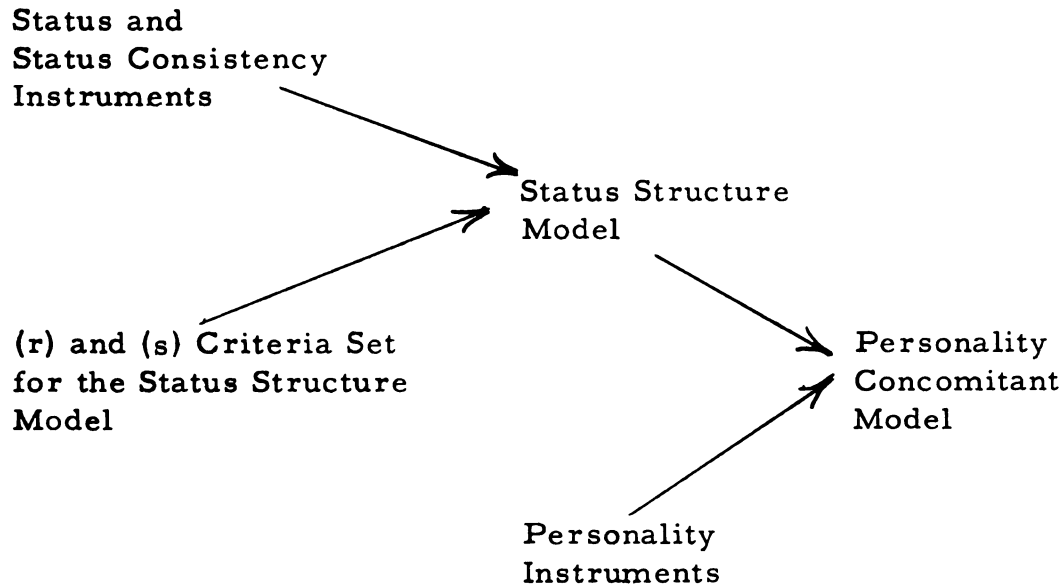 Status and
Status Consistency
Instruments
Status Structure
Model
(r) and (s) Criteria Set
for the Status Structure
Model
Personality
Concomitant
Model
Personality
Instruments